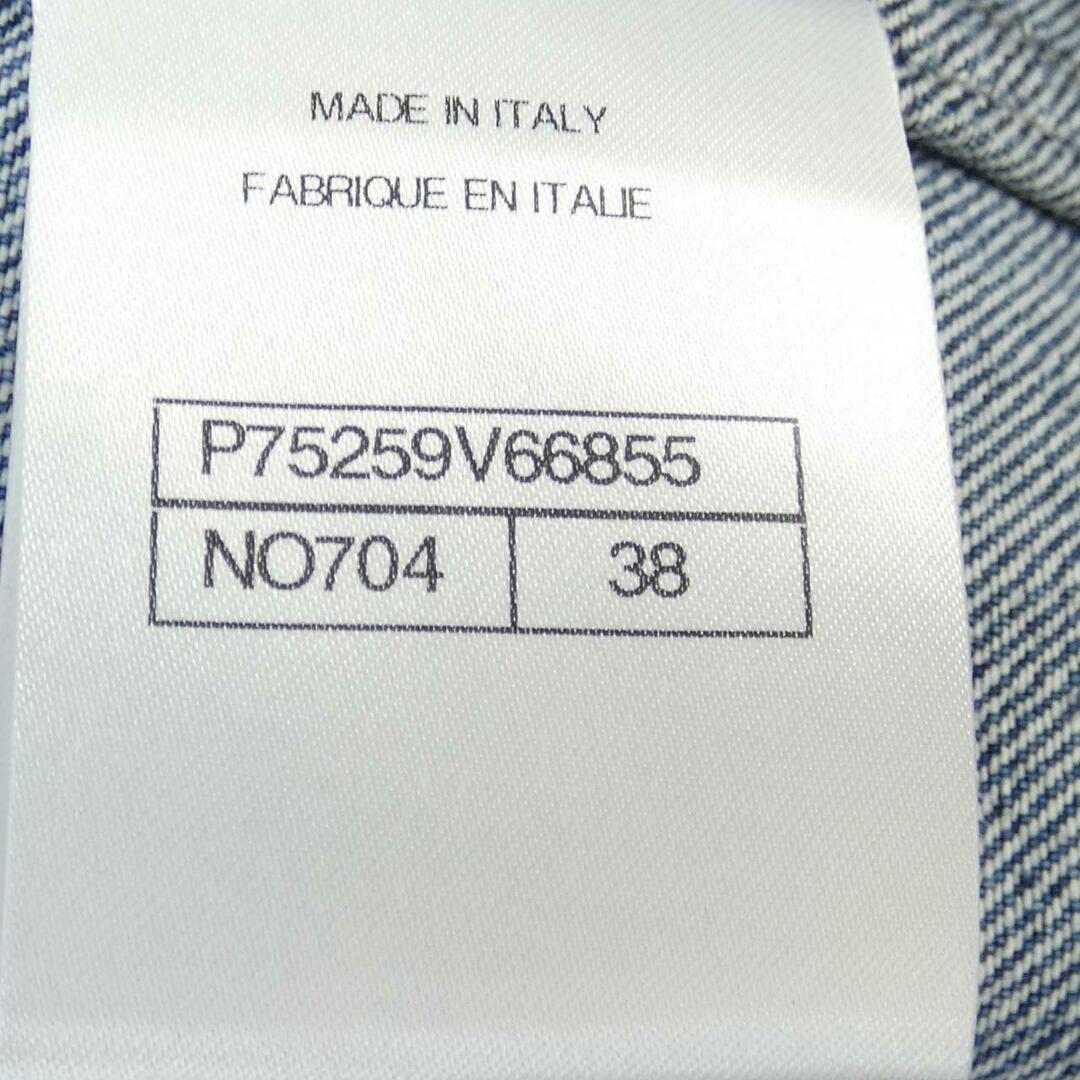 MADE IN ITALY
FABRIQUE EN ITALIE
P75259V66855
NO704 38